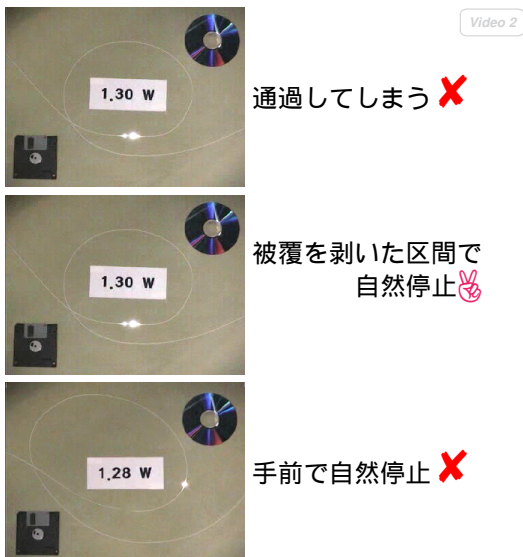 Video 2
1.30 W
通過してしまう
1.30 W
被覆を剥いた区間で
自然停止
1.28 W
手前で自然停止